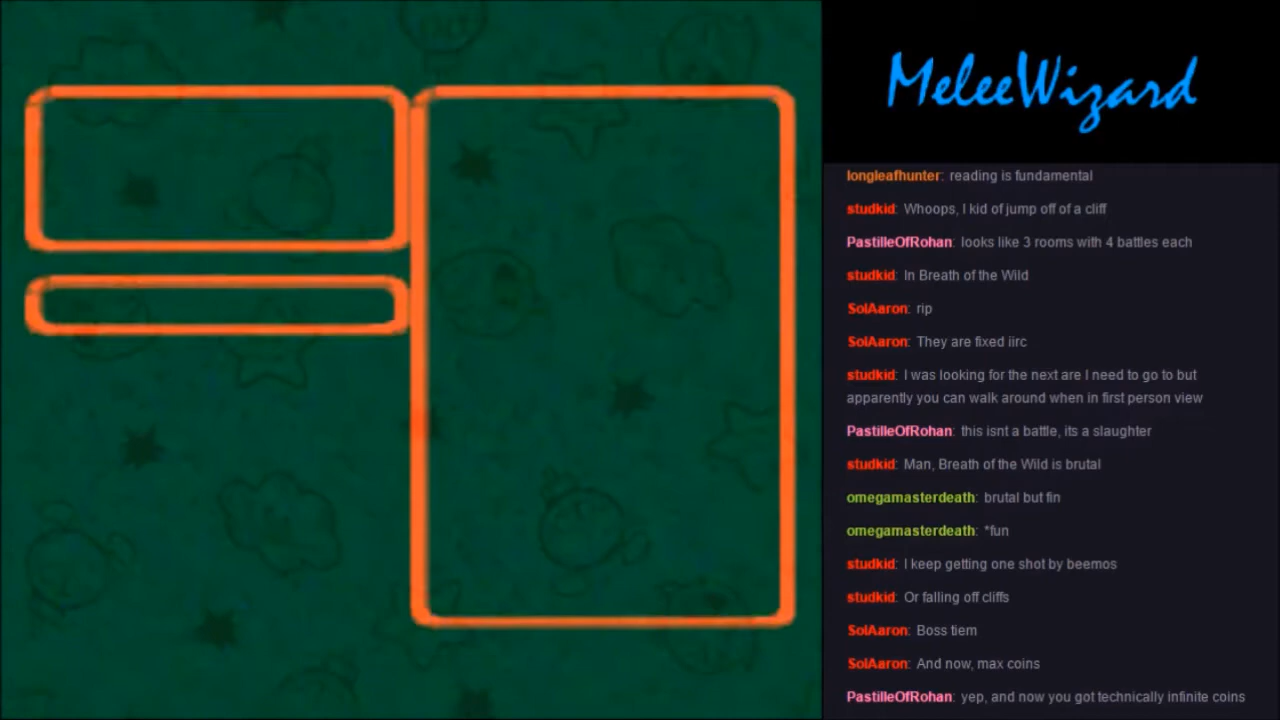 MeleeWizard
longleafhunter: reading is fundamental
studkid: Whoops, I kid of jump off of a cliff
PastilleOfRohan: looks like 3 rooms with 4 battles each
studkid: In Breath of the Wild
SolAaron: rip
SolAaron: They are fixed iirc
studkid: I was looking for the next are I need to go to but
apparently you can walk around when in first person view
PastilleOfRohan: this isnt a battle, its a slaughter
studkid: Man, Breath of the Wild is brutal
omegamasterdeath: brutal but fin
omegamasterdeath: *fun
studkid: I keep getting one shot by beemos
studkid: Or falling off cliffs
SolAaron: Boss tiem
SolAaron: And now, max coins
PastilleOfRohan: yep, and now you got technically infinite coins